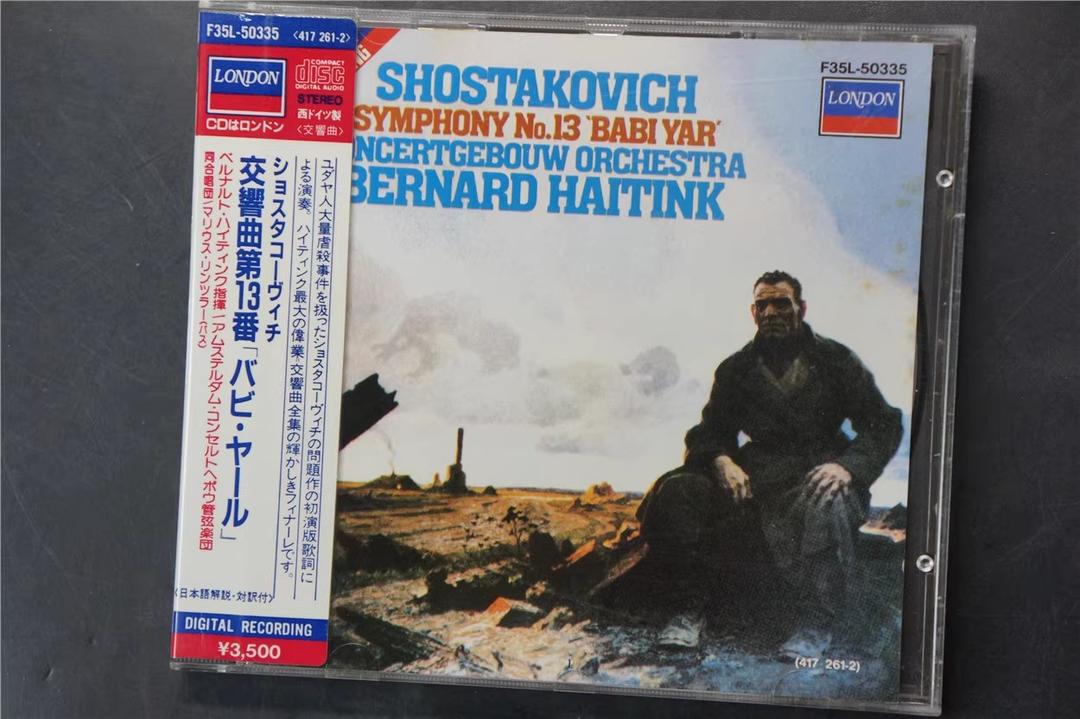 F35L-50335 〈417 261-2〉
LONDON
COMPACT
disc
DIGITAL AUDIO
STEREO
西ドイツ製
〈交響曲〉
CDはロンドン
ユダヤ人大量虐殺事件を扱ったショスタコーヴィチの問題作の初演版歌詞に
よる演奏。ハイティンク最大の偉業=交響曲全集の輝かしきフィナーレです。
ショスタコーヴィチ
交響曲第13番「バビ・ヤール」
ベルナルト・ハイティンク指揮/アムステルダム・コンセルトヘボウ管弦楽団
同合唱団/マリウス・リンツラー(バス)
〈日本語解説・対訳付〉
DIGITAL RECORDING
¥3,500
NG
SHOSTAKOVICH
SYMPHONY No.13 'BABI YAR'
NCERTGEBOUW ORCHESTRA
BERNARD HAITINK
F35L-50335
LONDON
(417 261-2)